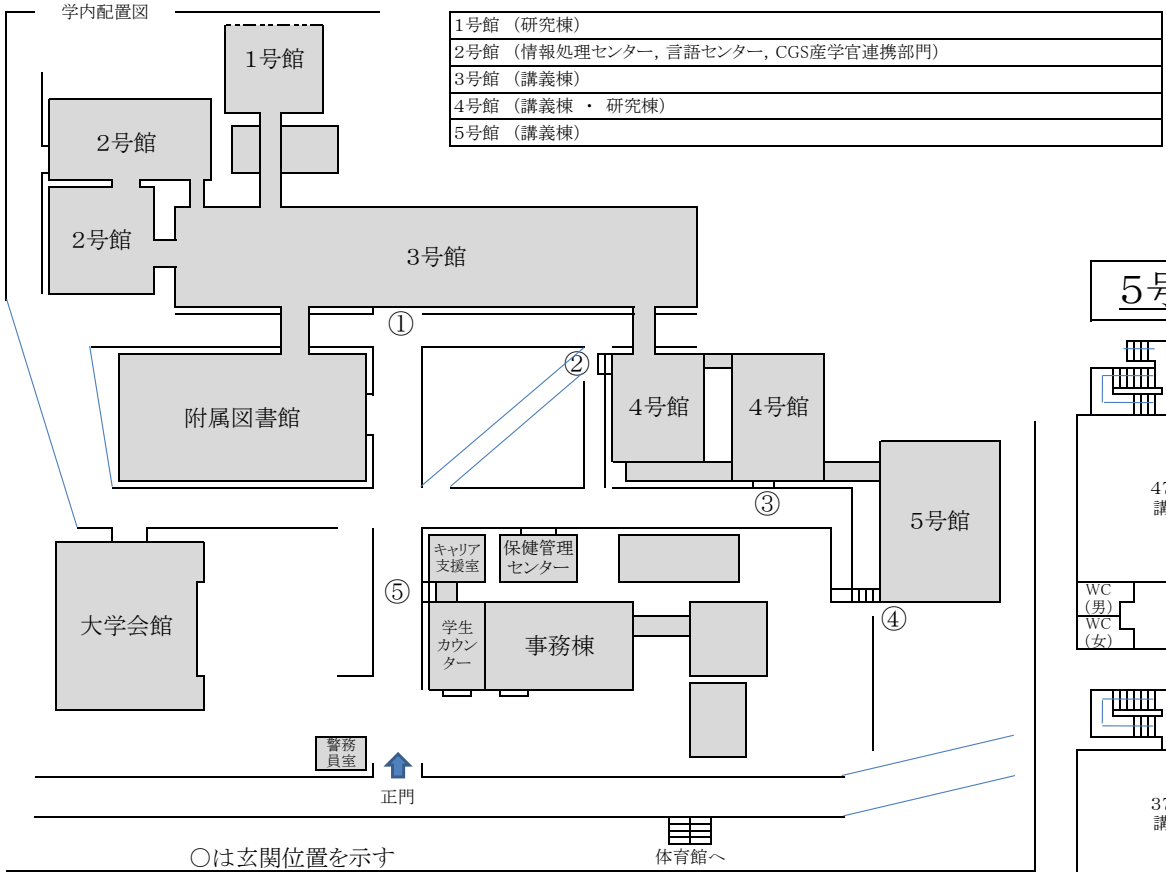 学内配置図
1号館 （研究棟）
2号館 （情報処理センター, 言語センター, CGS産学官連携部門）
3号館 （講義棟）
4号館 （講義棟 ・ 研究棟）
5号館 （講義棟）
1号館
2号館
2号館
3号館
5号
①
②
附属図書館
4号館
4号館
47
講
③
5号館
キャリア
支援室
保健管理
センター
⑤
WC
(男)
WC
(女)
大学会館
学生
カウン
ター
事務棟
④
警務
員室
正門
37
講
○は玄関位置を示す
体育館へ